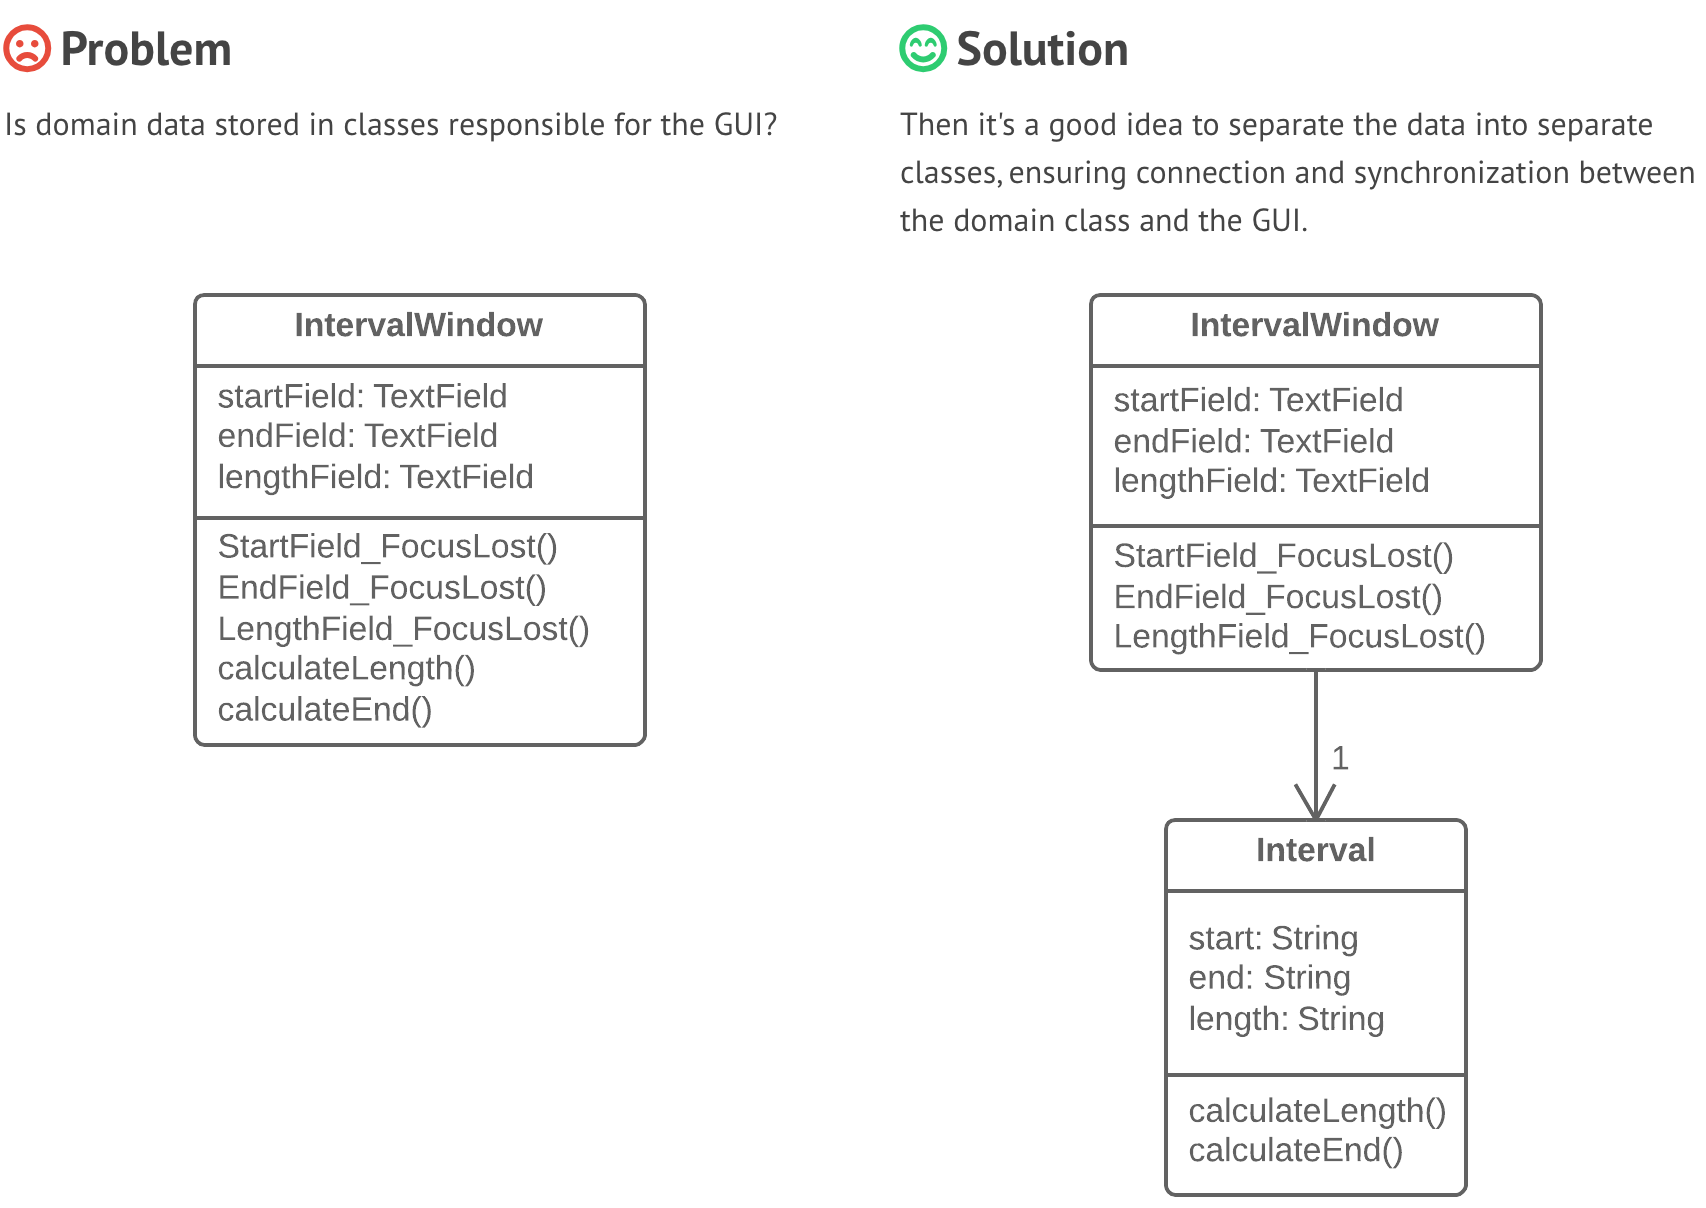 Problem
Is domain data stored in classes responsible for the GUI?
IntervalWindow
startField: TextField
endField: TextField
lengthField: TextField
StartField_FocusLost()
EndField_FocusLost()
LengthField_FocusLost()
calculateLength()
calculateEnd()
Solution
Then it's a good idea to separate the data into separate
classes, ensuring connection and synchronization between
the domain class and the GUI.
IntervalWindow
startField: TextField
endField: TextField
lengthField: TextField
StartField_FocusLost()
EndField_FocusLost()
LengthField_FocusLost()
1
Interval
start: String
end: String
length: String
calculateLength()
calculateEnd()